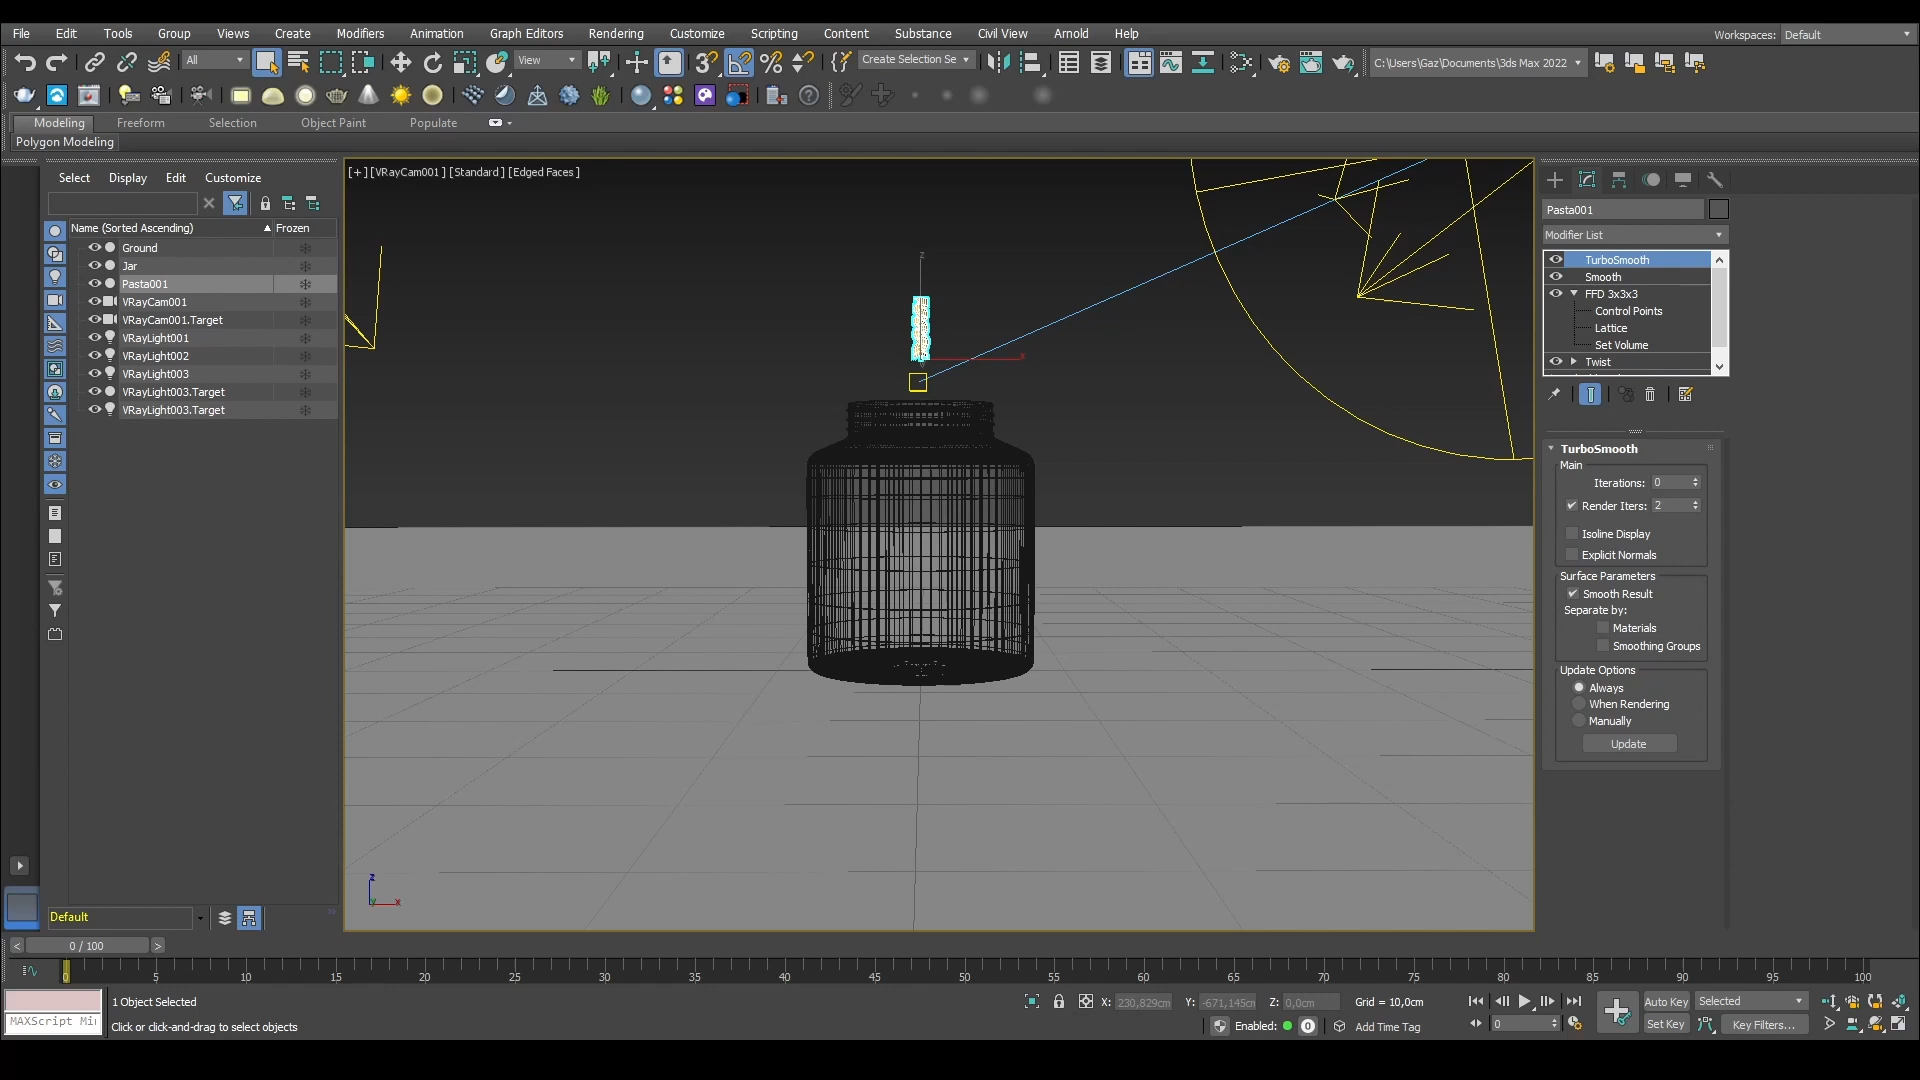 File Edit Tools Group Views Create Modifiers Animation Graph Editors Rendering Customize Scripting Content Substance Civil View Arnold Help Workspaces: Default
All View 3 Create Selection Se C:\Users\Gaz\Documents\3ds Max 2022
Modeling Freeform Selection Object Paint Populate
Polygon Modeling
Select Display Edit Customize
Name (Sorted Ascending) Frozen
Ground
Jar
Pasta001
VRayCam001
VRayCam001.Target
VRayLight001
VRayLight002
VRayLight003
VRayLight003.Target
VRayLight003.Target
Default
[+] [VRayCam001] [Standard] [Edged Faces]
z
x
z
y x
Pasta001
Modifier List
TurboSmooth
Smooth
FFD 3x3x3
Control Points
Lattice
Set Volume
Twist
TurboSmooth
Main
Iterations: 0
Render Iters: 2
Isoline Display
Explicit Normals
Surface Parameters
Smooth Result
Separate by:
Materials
Smoothing Groups
Update Options
Always
When Rendering
Manually
Update
< 0 / 100 >
0 5 10 15 20 25 30 35 40 45 50 55 60 65 70 75 80 85 90 95 100
1 Object Selected X: 230,829cm Y: -671,145cm Z: 0,0cm Grid = 10,0cm Auto Key Selected
MAXScript Mi
Click or click-and-drag to select objects Enabled: 0 Add Time Tag 0 Set Key Key Filters...